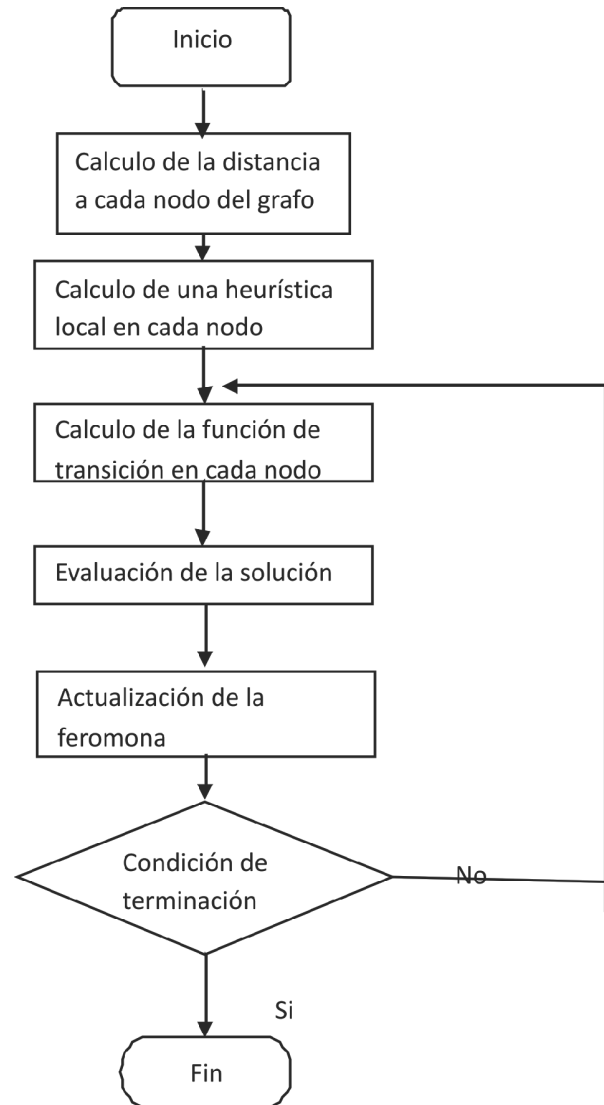 Inicio
Calculo de la distancia
a cada nodo del grafo
Calculo de una heurística
local en cada nodo
Calculo de la función de
transición en cada nodo
Evaluación de la solución
Actualización de la
feromona
Condición de
terminación
No
Si
Fin